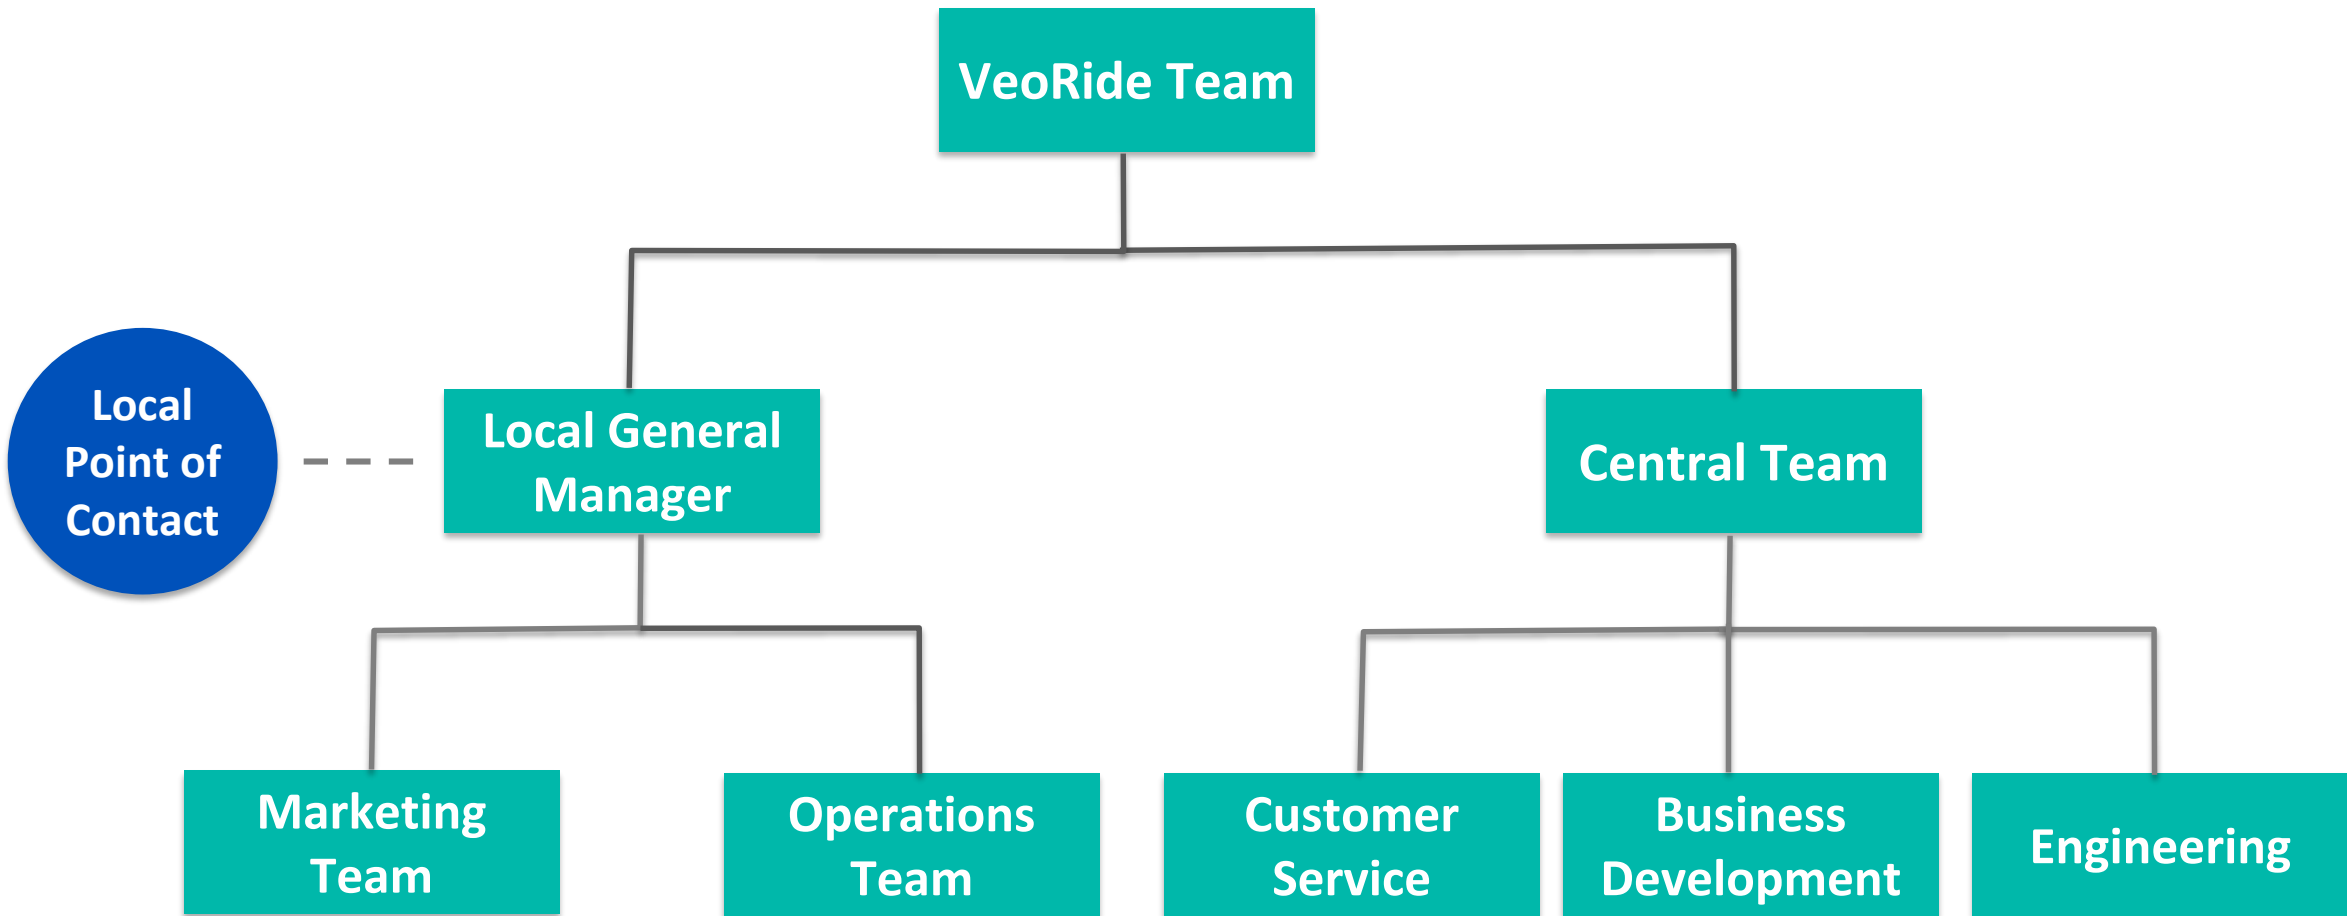 VeoRide Team
Local
Point of
Contact
Local General
Manager
Central Team
Marketing
Team
Operations
Team
Customer
Service
Business
Development
Engineering